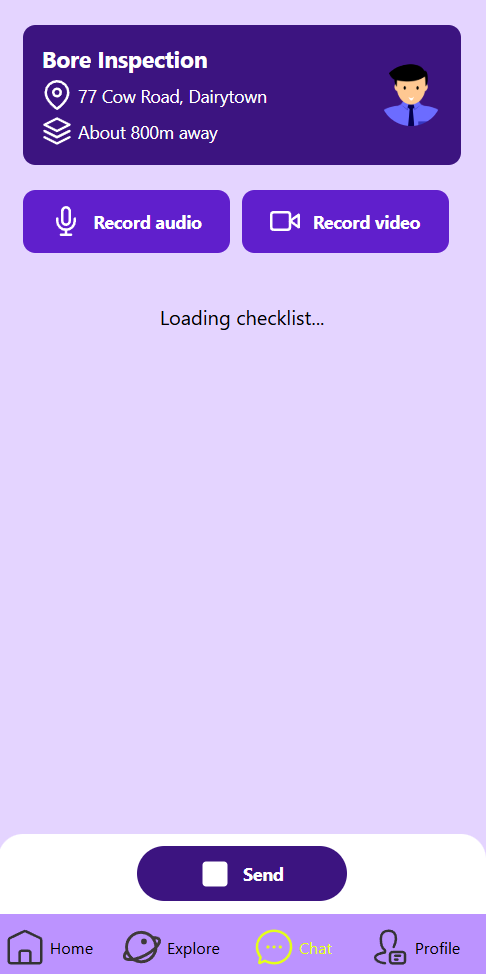 Bore Inspection
77 Cow Road, Dairytown
About 800m away
Record audio
Record video
Loading checklist...
Send
Home
Explore
Chat
Profile